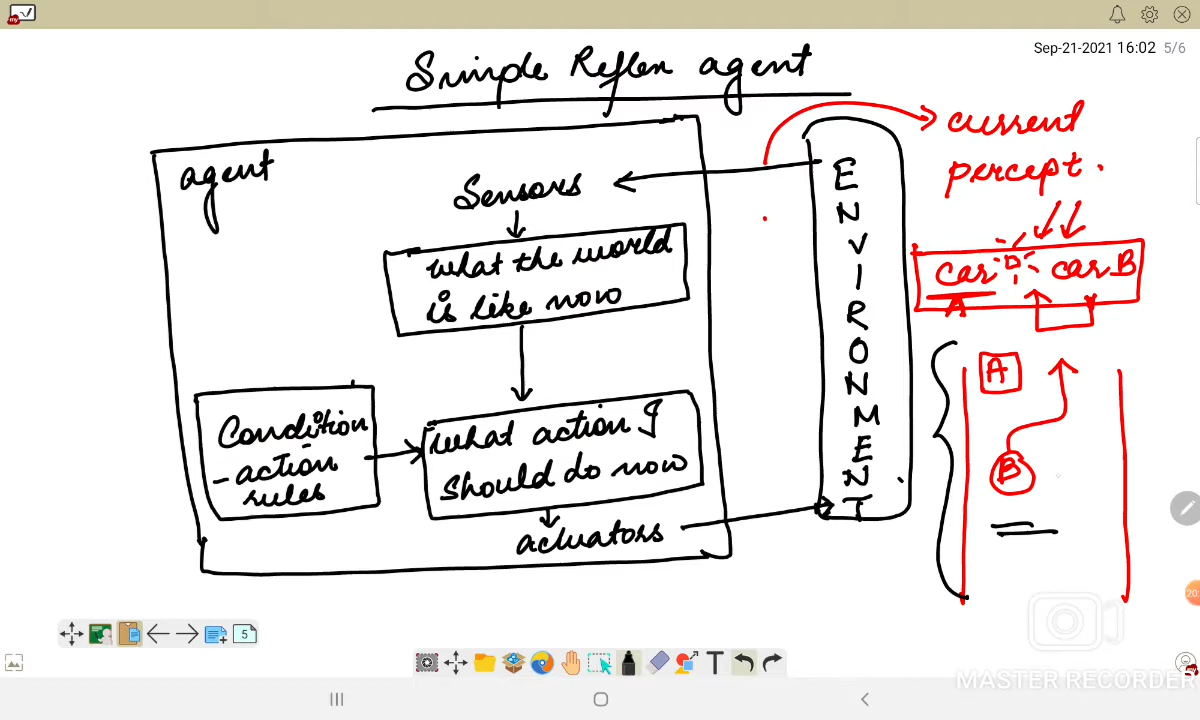 Sep-21-2021 16:02 5/6
Simple Reflex agent
current
percept.
agent
Sensors
what the world
is like now
Condition
-action
rules
what action I
should do now
actuators
E
N
V
I
R
O
N
M
E
N
T
car car B
A
A
B
5
T
MASTER RECORDER